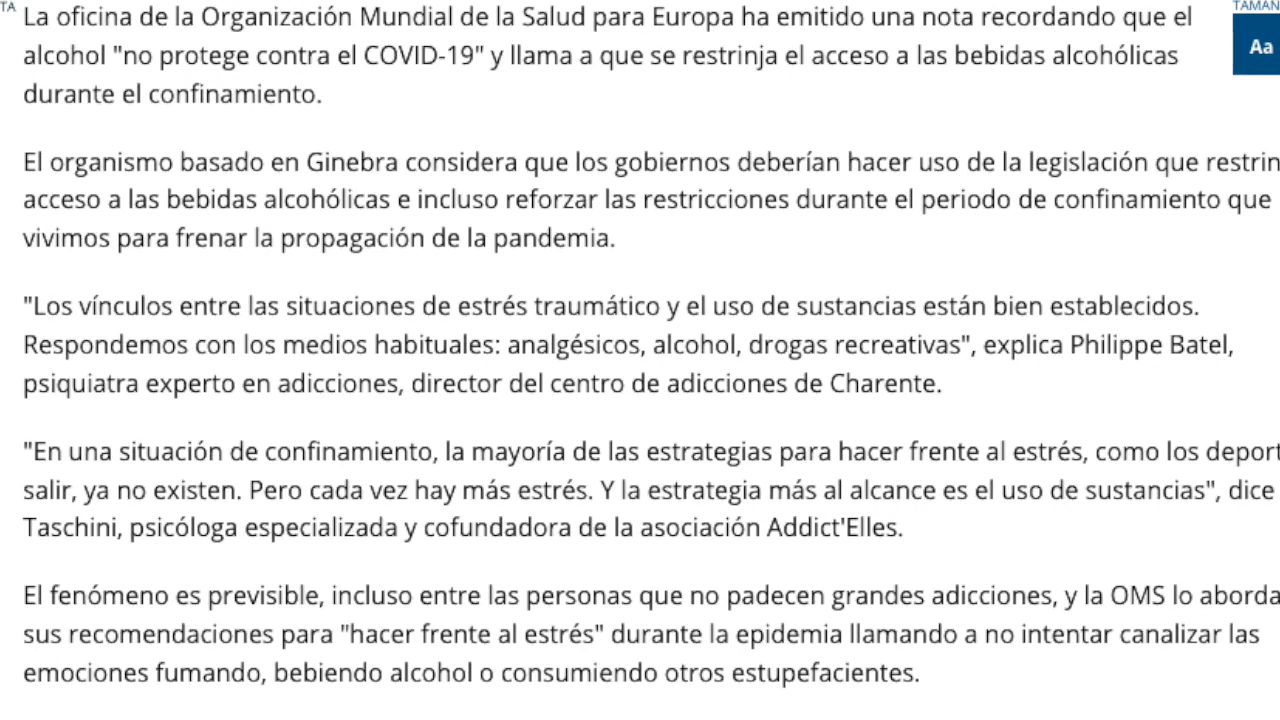 TA
TAMAN
La oficina de la Organización Mundial de la Salud para Europa ha emitido una nota recordando que el
Aa
alcohol "no protege contra el COVID-19" y llama a que se restrinja el acceso a las bebidas alcohólicas
durante el confinamiento.
El organismo basado en Ginebra considera que los gobiernos deberían hacer uso de la legislación que restrin
acceso a las bebidas alcohólicas e incluso reforzar las restricciones durante el periodo de confinamiento que
vivimos para frenar la propagación de la pandemia.
"Los vínculos entre las situaciones de estrés traumático y el uso de sustancias están bien establecidos.
Respondemos con los medios habituales: analgésicos, alcohol, drogas recreativas", explica Philippe Batel,
psiquiatra experto en adicciones, director del centro de adicciones de Charente.
"En una situación de confinamiento, la mayoría de las estrategias para hacer frente al estrés, como los deport
salir, ya no existen. Pero cada vez hay más estrés. Y la estrategia más al alcance es el uso de sustancias", dice
Taschini, psicóloga especializada y cofundadora de la asociación Addict'Elles.
El fenómeno es previsible, incluso entre las personas que no padecen grandes adicciones, y la OMS lo aborda
sus recomendaciones para "hacer frente al estrés" durante la epidemia llamando a no intentar canalizar las
emociones fumando, bebiendo alcohol o consumiendo otros estupefacientes.